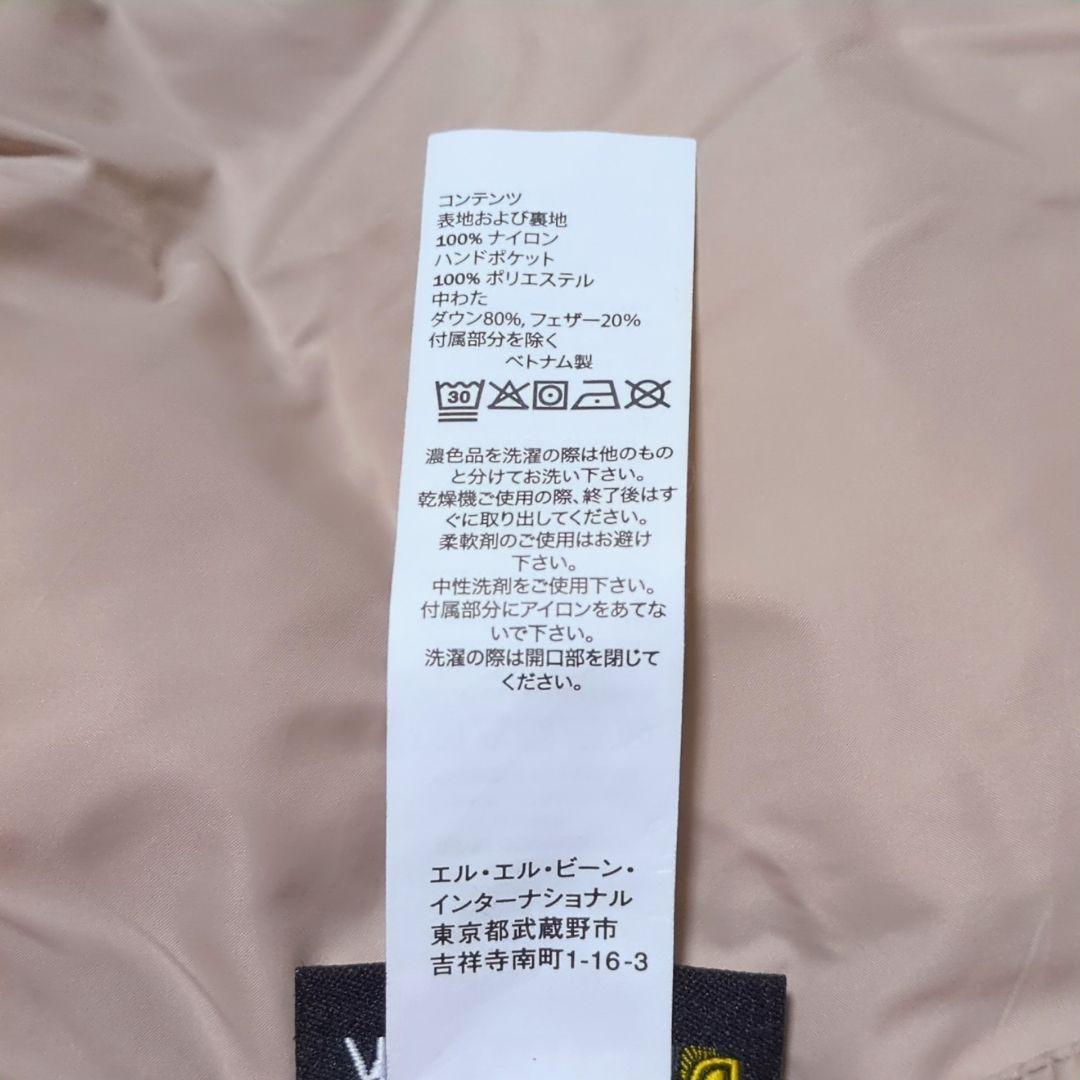 コンテンツ
表地および裏地
100% ナイロン
ハンドポケット
100% ポリエステル
中わた
ダウン80%, フェザー20%
付属部分を除く
ベトナム製
30
濃色品を洗濯の際は他のもの
と分けてお洗い下さい。
乾燥機ご使用の際、終了後はす
ぐに取り出してください。
柔軟剤のご使用はお避け
下さい。
中性洗剤をご使用下さい。
付属部分にアイロンをあてな
いで下さい。
洗濯の際は開口部を閉じて
ください。
エル・エル・ビーン・
インターナショナル
東京都武蔵野市
吉祥寺南町1-16-3